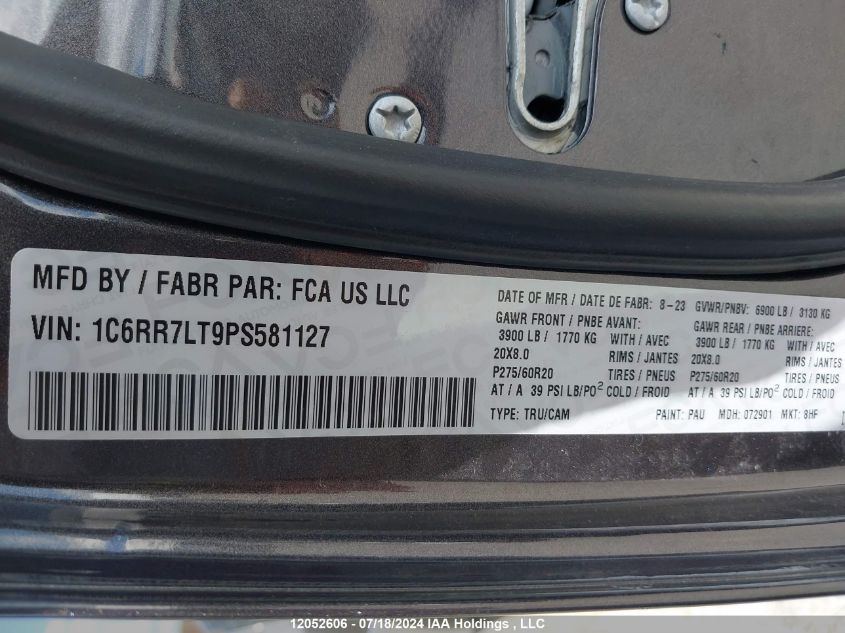 MFD BY / FABR PAR: FCA US LLC
VIN: 1C6RR7LT9PS581127
DATE OF MFR / DATE DE FABR: 8-23 GVWR/PNBV: 6900 LB / 3130 KG
GAWR FRONT / PNBE AVANT:
3900 LB / 1770 KG WITH / AVEC
20X8.0 RIMS / JANTES
P275/60R20 TIRES / PNEUS
AT / A 39 PSI LB/PO² COLD / FROID
GAWR REAR / PNBE ARRIERE:
3900 LB / 1770 KG WITH / AVEC
20X8.0 RIMS / JANTES
P275/60R20 TIRES / PNEUS
AT / A 39 PSI LB/PO² COLD / FROID
TYPE: TRU/CAM PAINT: PAU MDH: 072901 MKT: 8HF
12052606 - 07/18/2024 IAA Holdings , LLC